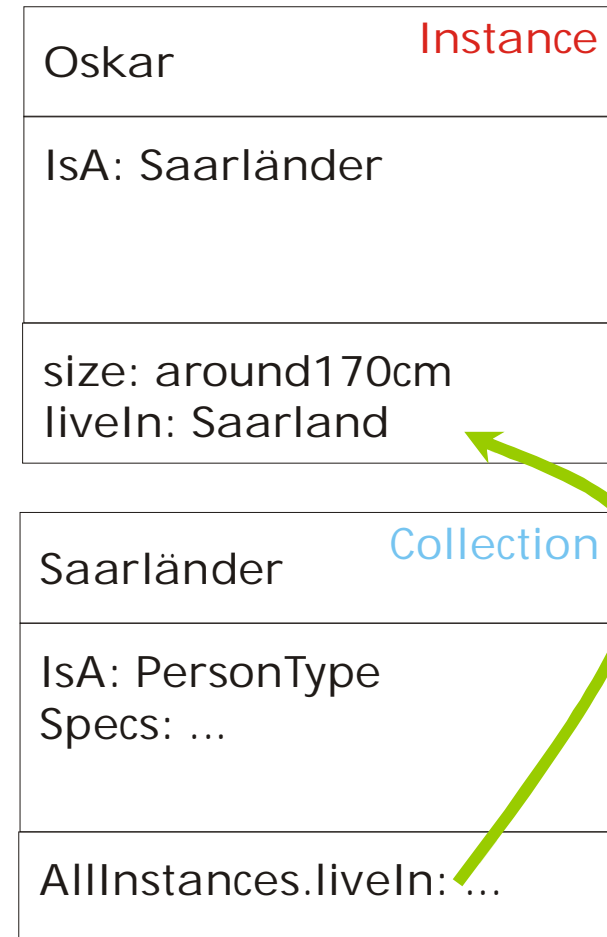 Oskar Instance
IsA: Saarländer
size: around170cm
liveIn: Saarland
Saarländer Collection
IsA: PersonType
Specs: ...
AllInstances.liveIn: ...